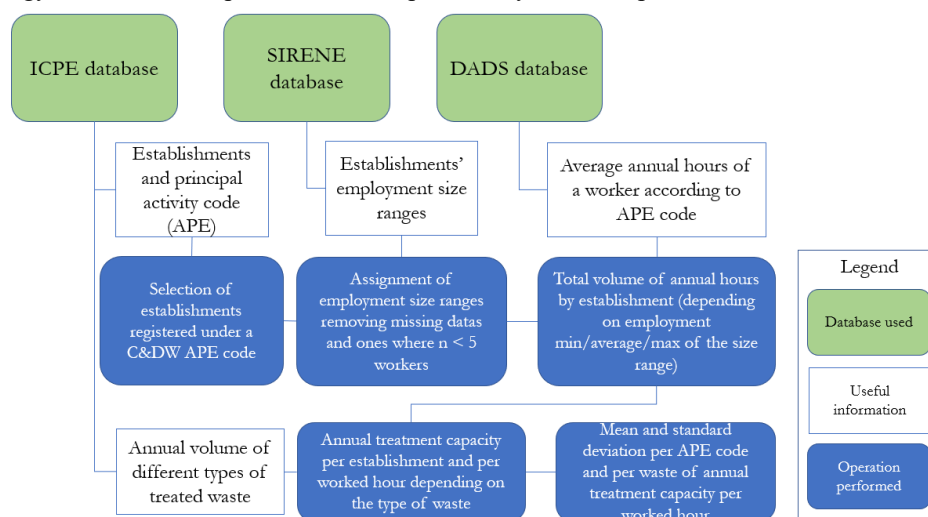 ICPE database
SIRENE
database
DADS database
Establishments
and principal
activity code
(APE)
Establishments'
employment size
ranges
Average annual hours of
a worker according to
APE code
Selection of
establishments
registered under a
C&DW APE code
Assignment of
employment size ranges
removing missing datas
and ones where n < 5
workers
Total volume of annual hours
by establishment (depending
on employment
min/average/max of the size
range)
Annual volume of
different types of
treated waste
Annual treatment capacity
per establishment and per
worked hour depending on
the type of waste
Mean and standard
deviation per APE code
and per waste of annual
treatment capacity per
worked hour
Legend
Database used
Useful
information
Operation
performed